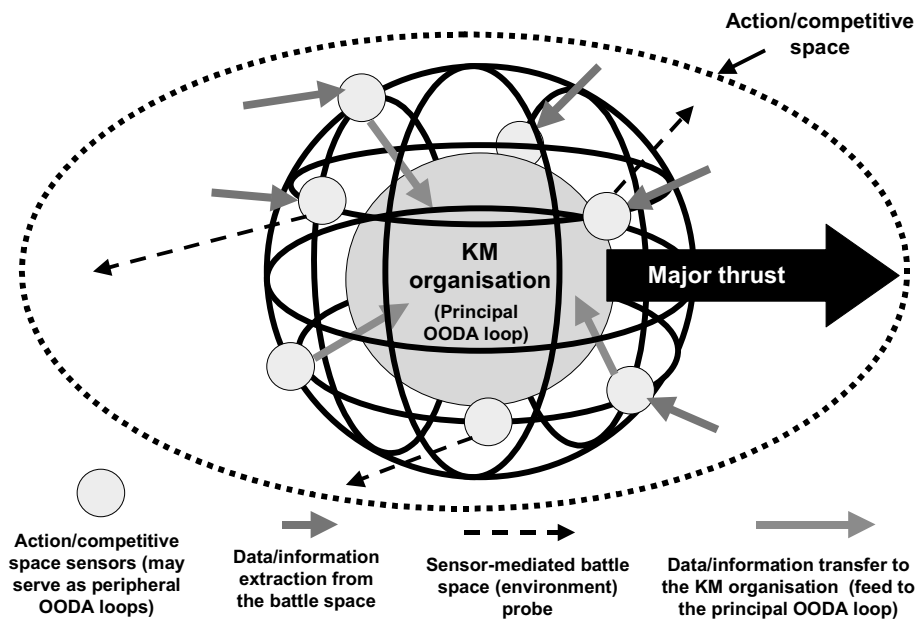 Action/competitive
space
KM
organisation
(Principal
OODA loop)
Major thrust
Action/competitive
space sensors (may
serve as peripheral
OODA loops)
Data/information
extraction from
the battle space
Sensor-mediated battle
space (environment)
probe
Data/information transfer to
the KM organisation (feed to
the principal OODA loop)